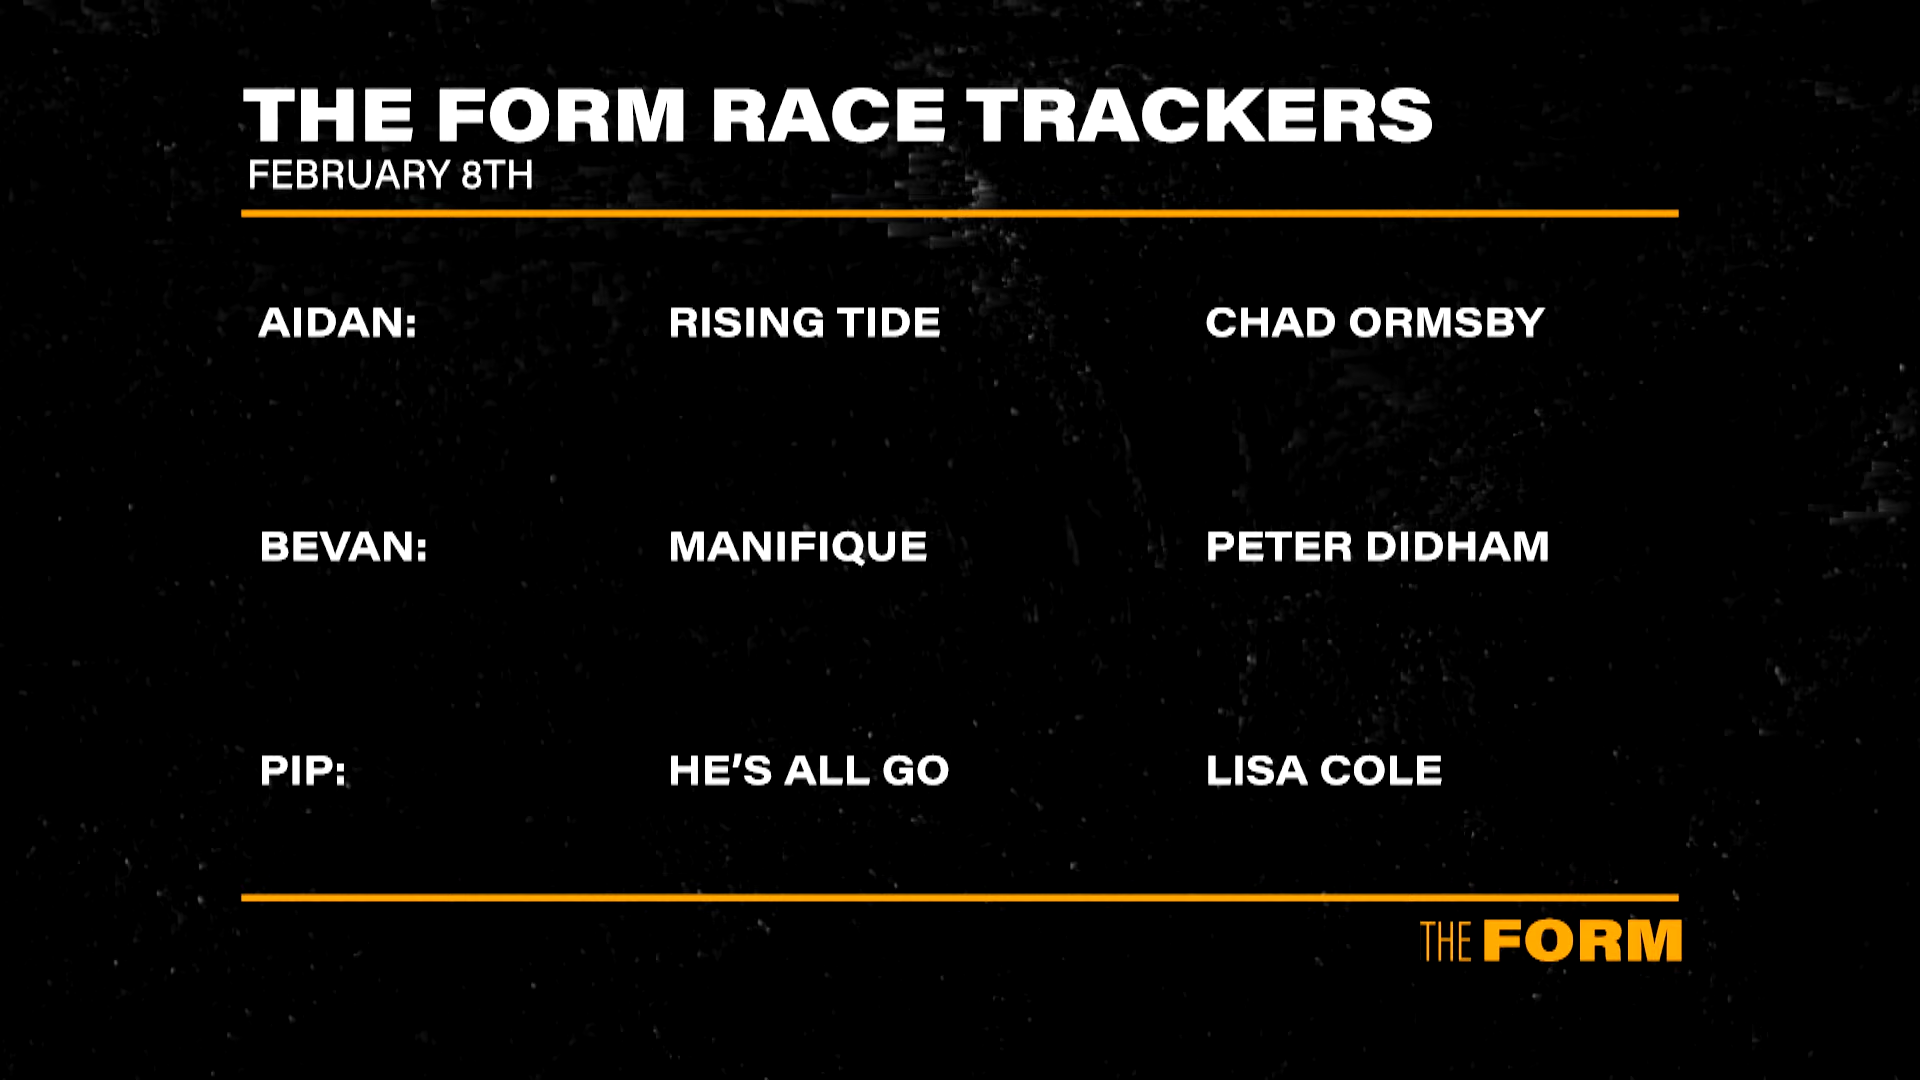 THE FORM RACE TRACKERS
FEBRUARY 8TH
AIDAN: RISING TIDE CHAD ORMSBY
BEVAN: MANIFIQUE PETER DIDHAM
PIP: HE'S ALL GO LISA COLE
THE FORM